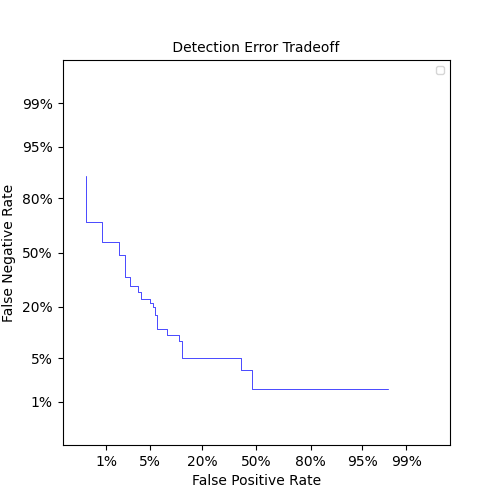 Detection Error Tradeoff
99%
95%
80%
50%
20%
5%
1%
False Negative Rate
1% 5% 20% 50% 80% 95% 99%
False Positive Rate